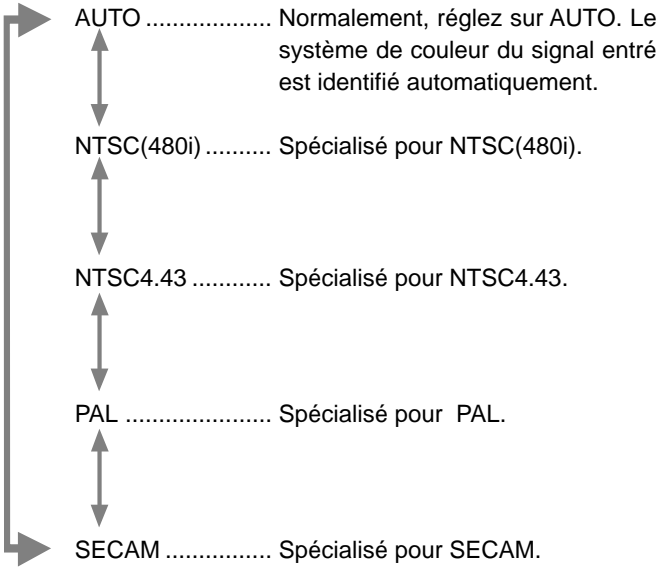 AUTO ................... Normalement, réglez sur AUTO. Le
système de couleur du signal entré
est identifié automatiquement.
NTSC(480i) .......... Spécialisé pour NTSC(480i).
NTSC4.43 ............ Spécialisé pour NTSC4.43.
PAL ...................... Spécialisé pour  PAL.
SECAM ................ Spécialisé pour SECAM.